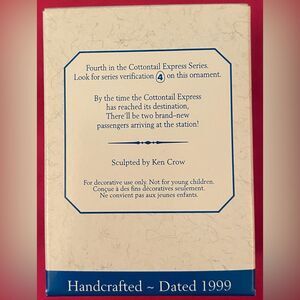 Fourth in the Cottontail Express Series.
Look for series verification 4 on this ornament.
By the time the Cottontail Express
has reached its destination,
There'll be two brand-new
passengers arriving at the station!
Sculpted by Ken Crow
For decorative use only. Not for young children.
Conçue à des fins décoratives seulement.
Ne convient pas aux jeunes enfants.
Handcrafted ~ Dated 1999